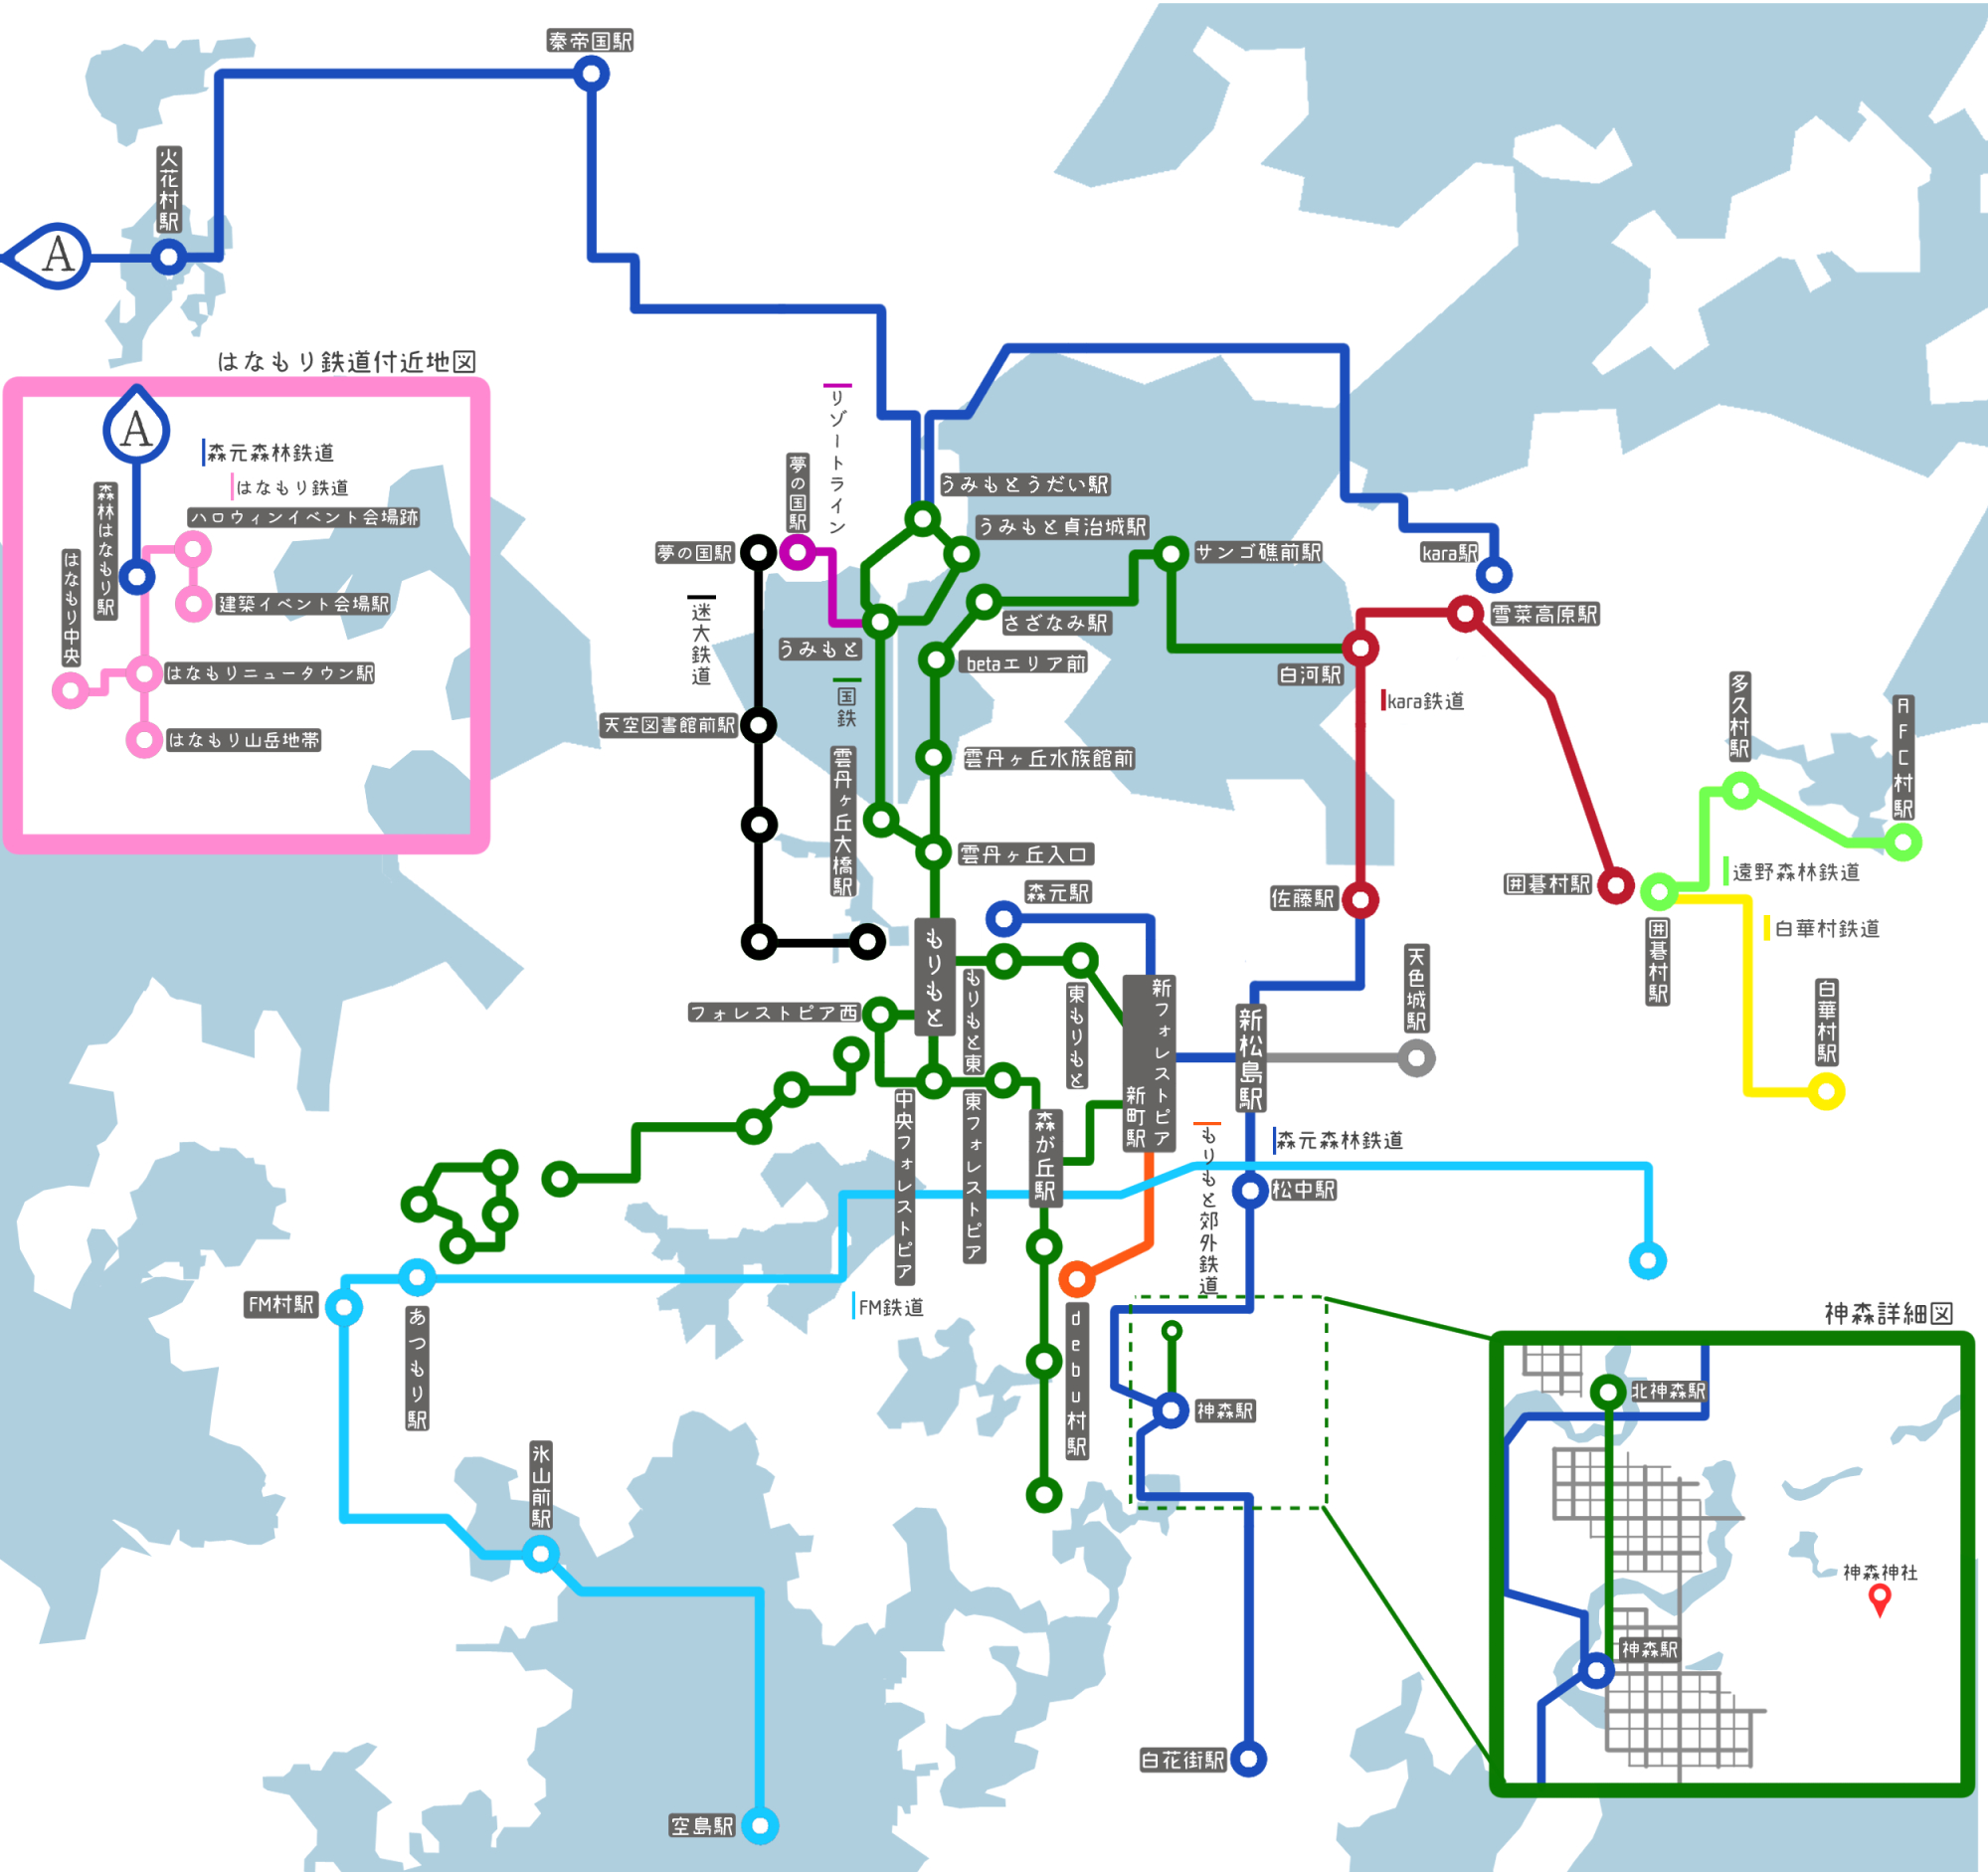 秦帝国駅
火花村駅
A
はなもり鉄道付近地図
A
森元森林鉄道
はなもり鉄道
森林はなもり駅
ハロウィンイベント会場跡
はなもり中央
建築イベント会場駅
はなもりニュータウン駅
はなもり山岳地帯
リゾートライン
夢の国駅
夢の国駅
うみもとうだい駅
うみもと貞治城駅
サンゴ礁前駅
kara駅
迷大鉄道
さざなみ駅
雪菜高原駅
うみもと
betaエリア前
白河駅
国鉄
kara鉄道
天空図書館前駅
雲丹ヶ丘大橋駅
雲丹ヶ丘水族館前
多久村駅
AFC村駅
雲丹ヶ丘入口
遠野森林鉄道
囲碁村駅
森元駅
佐藤駅
囲碁村駅
白華村鉄道
もりもと
もりもと東
東もりもと
新フォレストピア
新町駅
新松島駅
天色城駅
白華村駅
フォレストピア西
中央フォレストピア
東フォレストピア
森が丘駅
もりもと郊外鉄道
森元森林鉄道
松中駅
FM村駅
あつもり駅
FM鉄道
debu村駅
神森詳細図
神森駅
北神森駅
氷山前駅
神森神社
神森駅
白花街駅
空島駅